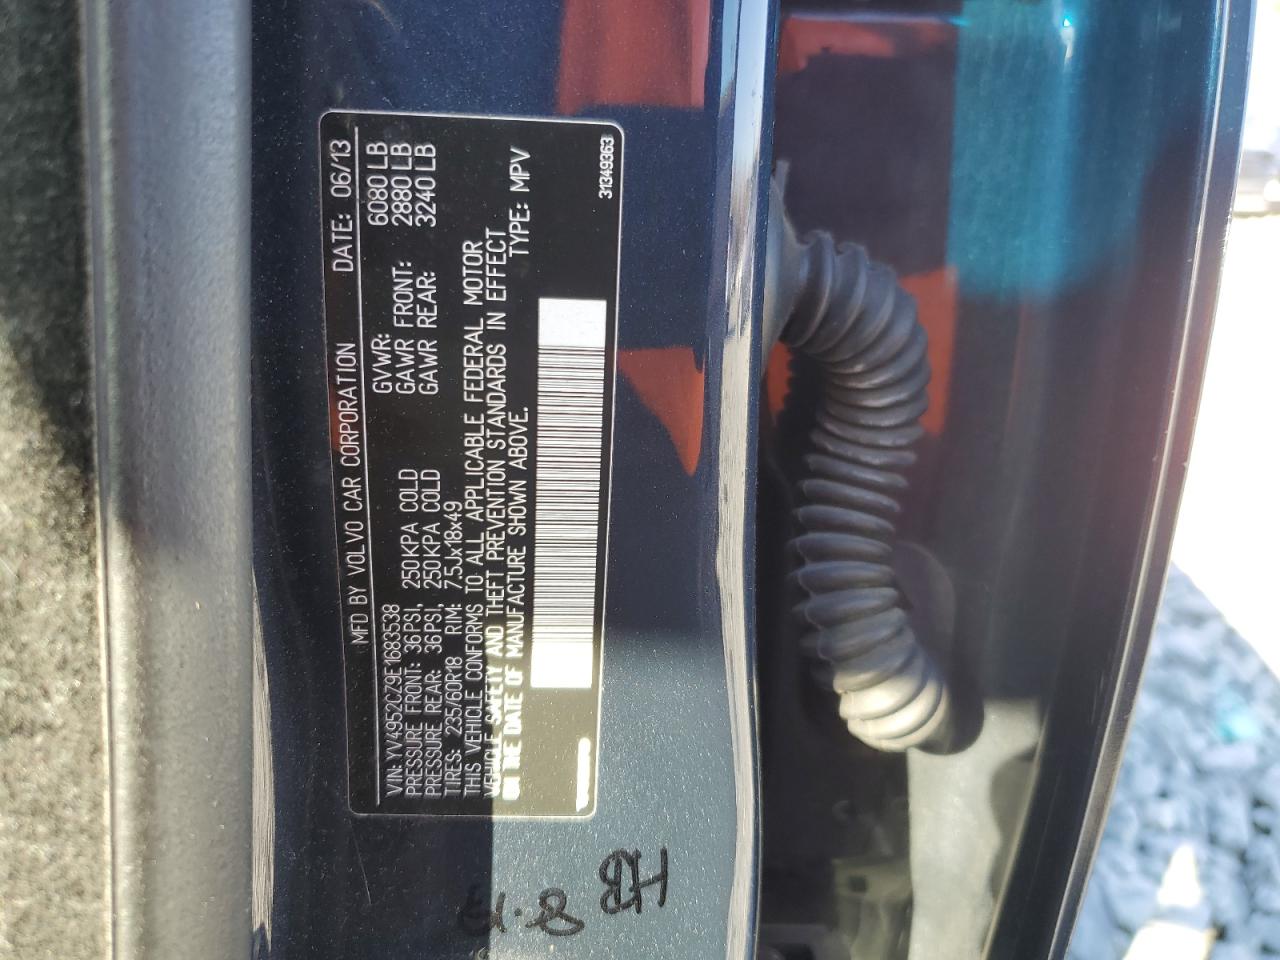 MFD BY VOLVO CAR CORPORATION DATE: 06/13
VIN: YV4952CZ9E1683538 GVWR: 6080 LB
PRESSURE FRONT: 36PSI, 250KPA COLD GAWR FRONT: 2880 LB
PRESSURE REAR: 36PSI, 250KPA COLD GAWR REAR: 3240 LB
TIRES: 235/60R18 RIM: 7.5Jx18x49
THIS VEHICLE CONFORMS TO ALL APPLICABLE FEDERAL MOTOR
VEHICLE SAFETY AND THEFT PREVENTION STANDARDS IN EFFECT
ON THE DATE OF MANUFACTURE SHOWN ABOVE. TYPE: MPV
31349363